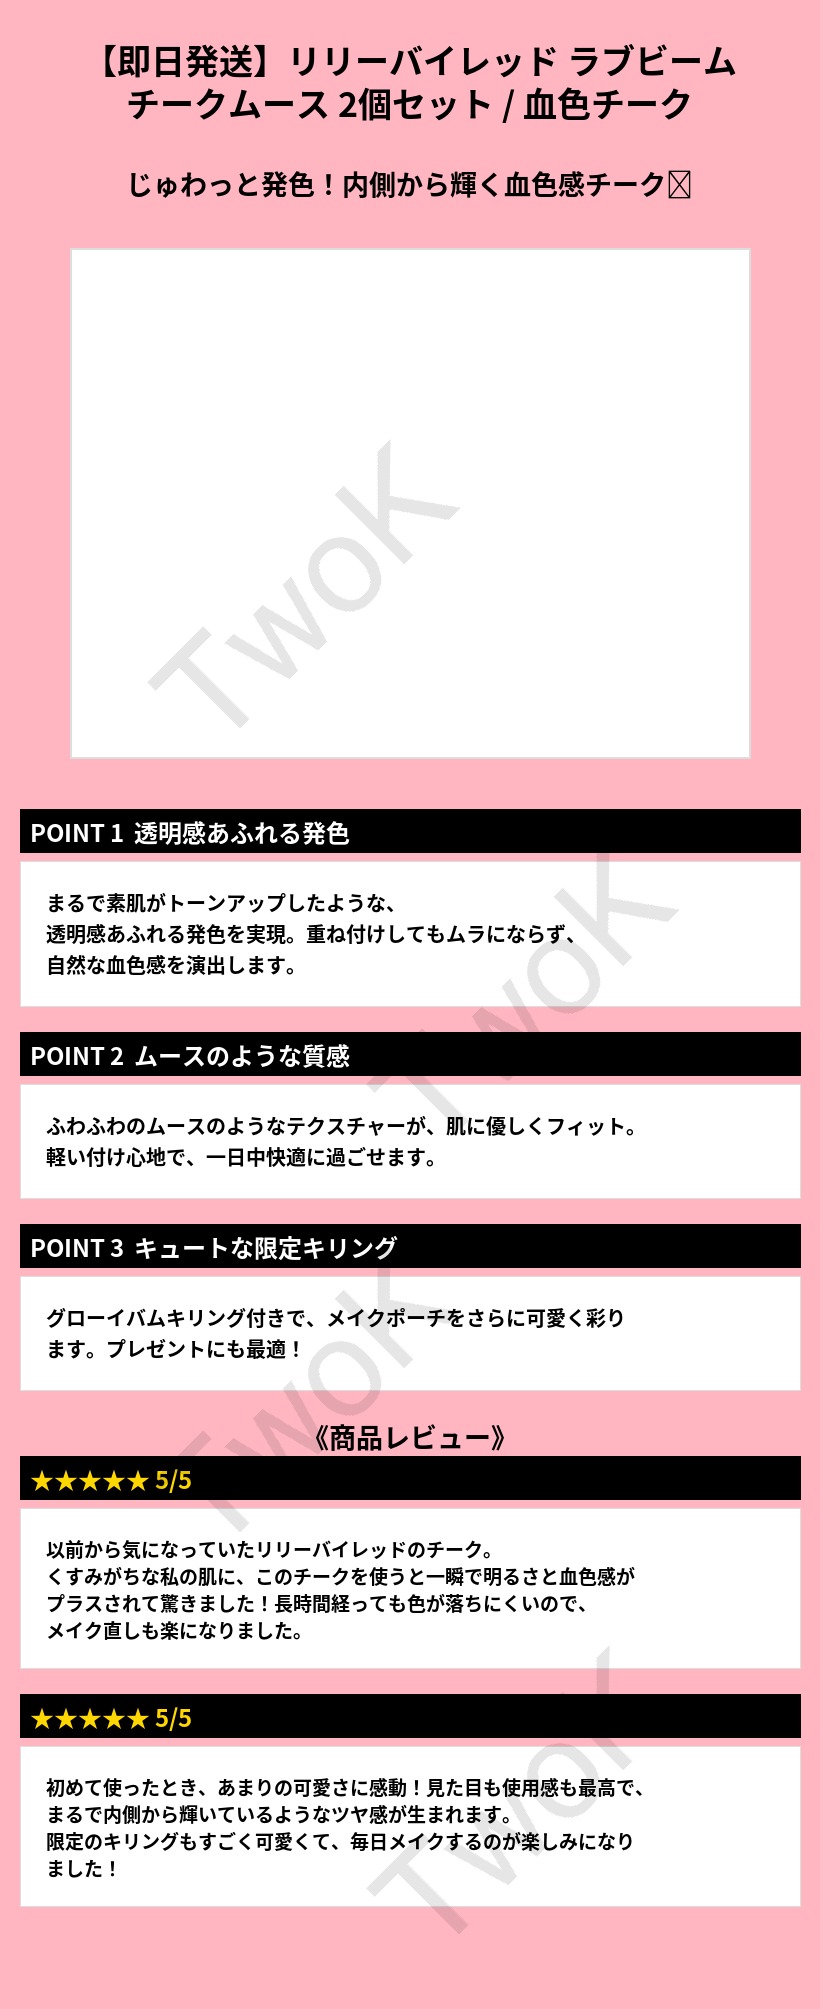 【即日発送】リリーバイレッド ラブビーム
チークムース 2個セット / 血色チーク
じゅわっと発色！内側から輝く血色感チーク
TwoK
POINT 1 透明感あふれる発色
まるで素肌がトーンアップしたような、
透明感あふれる発色を実現。重ね付けしてもムラにならず、
自然な血色感を演出します。
TwoK
POINT 2 ムースのような質感
ふわふわのムースのようなテクスチャーが、肌に優しくフィット。
軽い付け心地で、一日中快適に過ごせます。
POINT 3 キュートな限定キリング
グローイバムキリング付きで、メイクポーチをさらに可愛く彩り
ます。プレゼントにも最適！
TwoK
《商品レビュー》
★★★★★ 5/5
以前から気になっていたリリーバイレッドのチーク。
くすみがちな私の肌に、このチークを使うと一瞬で明るさと血色感が
プラスされて驚きました！長時間経っても色が落ちにくいので、
メイク直しも楽になりました。
★★★★★ 5/5
初めて使ったとき、あまりの可愛さに感動！見た目も使用感も最高で、
まるで内側から輝いているようなツヤ感が生まれます。
限定のキリングもすごく可愛くて、毎日メイクするのが楽しみになり
ました！
TwoK